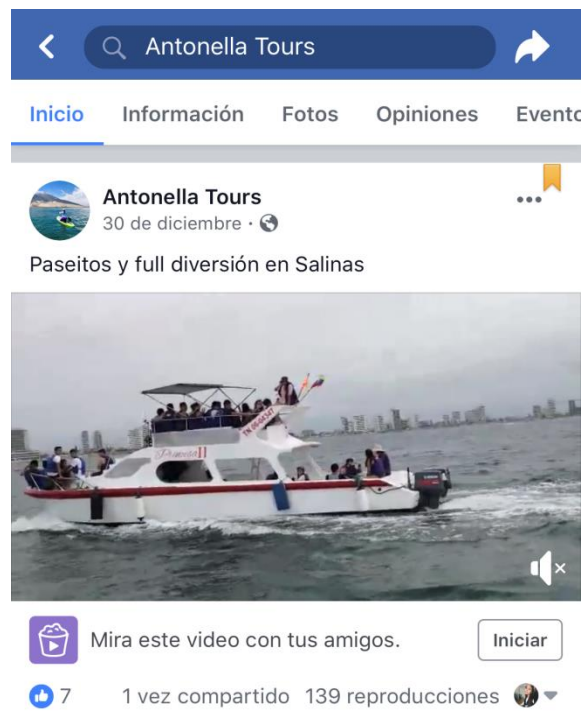 Antonella Tours
Inicio Información Fotos Opiniones Evento
Antonella Tours
30 de diciembre ·
Paseitos y full diversión en Salinas
II
Mira este video con tus amigos. Iniciar
7 1 vez compartido 139 reproducciones